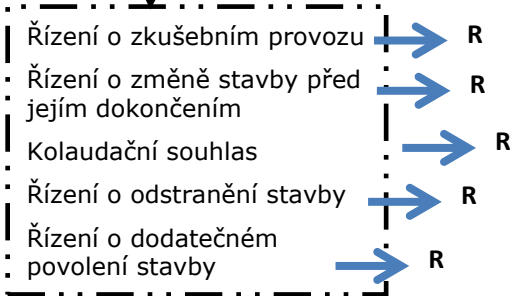 Řízení o zkušebním provozu R
Řízení o změně stavby před R
jejím dokončením
Kolaudační souhlas R
Řízení o odstranění stavby R
Řízení o dodatečném
povolení stavby R